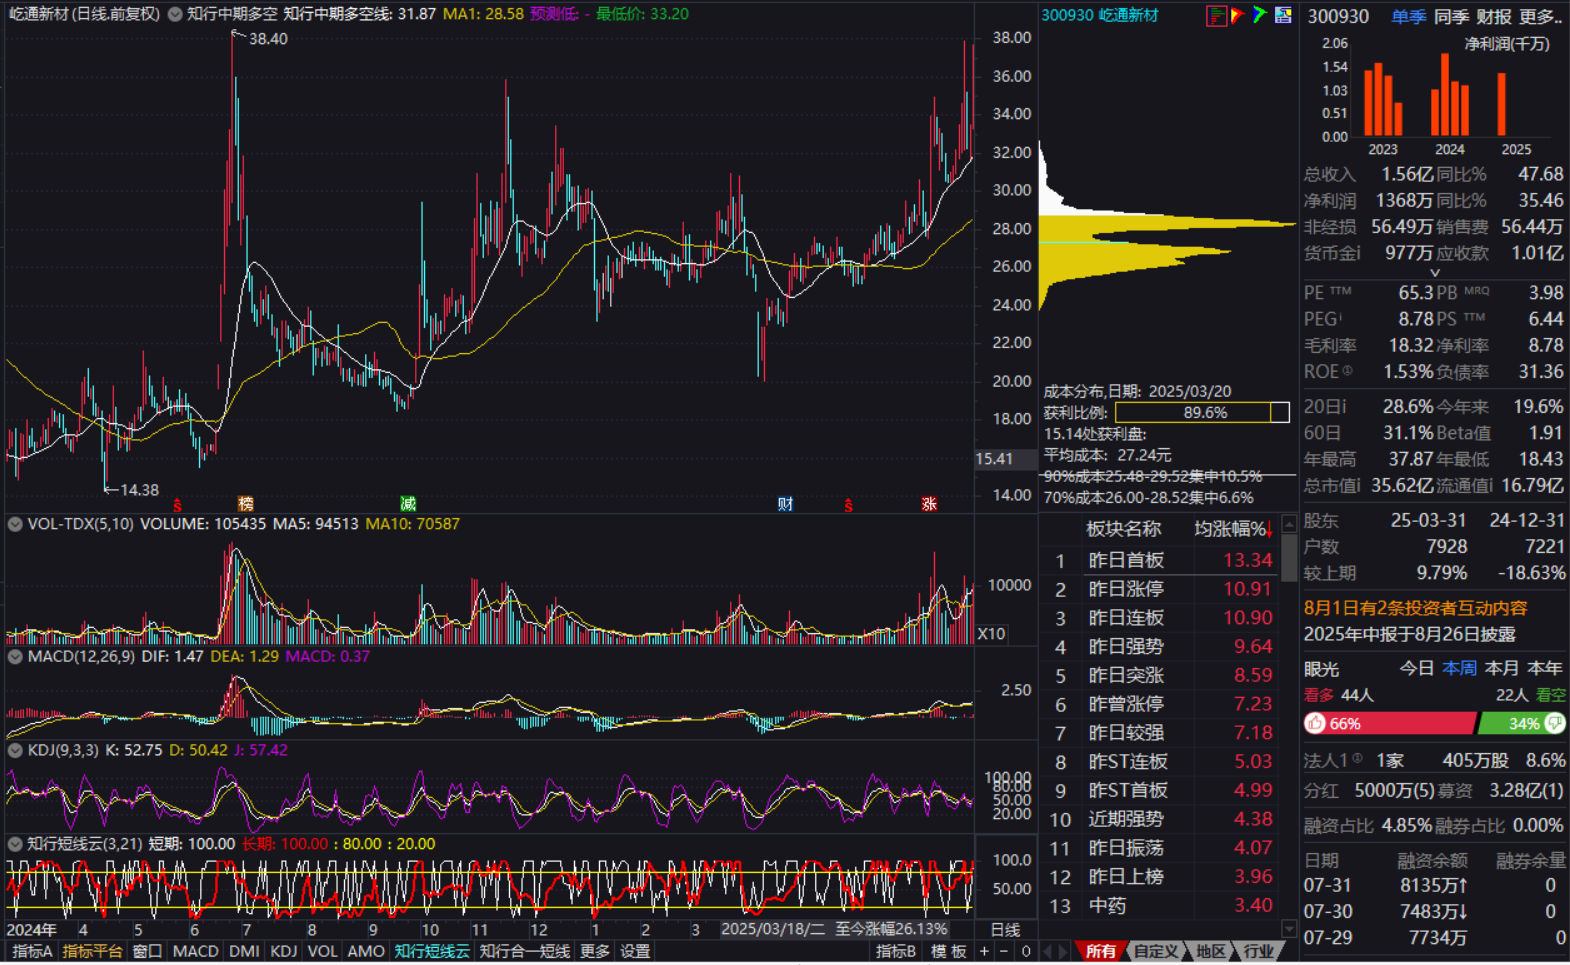 屹通新材(日线.前复权) 知行中期多空 知行中期多空线: 31.87 MA1: 28.58 预测低: - 最低价: 33.20
38.40
14.38
38.00
36.00
34.00
32.00
30.00
28.00
26.00
24.00
22.00
20.00
18.00
15.41
14.00
S 榜 减 财 S 涨
VOL-TDX(5,10) VOLUME: 105435 MA5: 94513 MA10: 70587
10000
X10
MACD(12,26,9) DIF: 1.47 DEA: 1.29 MACD: 0.37
2.50
KDJ(9,3,3) K: 52.75 D: 50.42 J: 57.42
100.00
80.00
50.00
20.00
知行短线云(3,21) 短期: 100.00 长期: 100.00 : 80.00 : 20.00
100.0
50.00
2024年 4 5 6 7 8 9 10 11 12 1 2 3 2025/03/18/二 至今涨幅26.13% 日线
指标A 指标平台 窗口 MACD DMI KDJ VOL AMO 知行短线云 知行合一短线 更多 设置 指标B 模板 + - 0
300930 屹通新材
成本分布,日期: 2025/03/20
获利比例: 89.6%
15.14处获利盘:
平均成本: 27.24元
90%成本25.48-29.52集中10.5%
70%成本26.00-28.52集中6.6%
板块名称 均涨幅%↓
1 昨日首板 13.34
2 昨日涨停 10.91
3 昨日连板 10.90
4 昨日强势 9.64
5 昨日突涨 8.59
6 昨曾涨停 7.23
7 昨日较强 7.18
8 昨ST连板 5.03
9 昨ST首板 4.99
10 近期强势 4.38
11 昨日振荡 4.07
12 昨日上榜 3.96
13 中药 3.40
所有 自定义 地区 行业
300930 单季 同季 财报 更多..
净利润(千万)
2.06
1.54
1.03
0.51
0.00
2023 2024 2025
总收入 1.56亿 同比% 47.68
净利润 1368万 同比% 35.46
非经损 56.49万 销售费 56.44万
货币金i 977万 应收款 1.01亿
PE TTM 65.3 PB MRQ 3.98
PEG i 8.78 PS TTM 6.44
毛利率 18.32 净利率 8.78
ROE 1.53% 负债率 31.36
20日i 28.6% 今年来 19.6%
60日 31.1% Beta值 1.91
年最高 37.87 年最低 18.43
总市值i 35.62亿 流通值i 16.79亿
股东 25-03-31 24-12-31
户数 7928 7221
较上期 9.79% -18.63%
8月1日有2条投资者互动内容
2025年中报于8月26日披露
眼光 今日 本周 本月 本年
看多 44人 22人 看空
66% 34%
法人1 1家 405万股 8.6%
分红 5000万(5) 募资 3.28亿(1)
融资占比 4.85% 融券占比 0.00%
日期 融资余额 融券余量
07-31 8135万↑ 0
07-30 7483万↓ 0
07-29 7734万 0